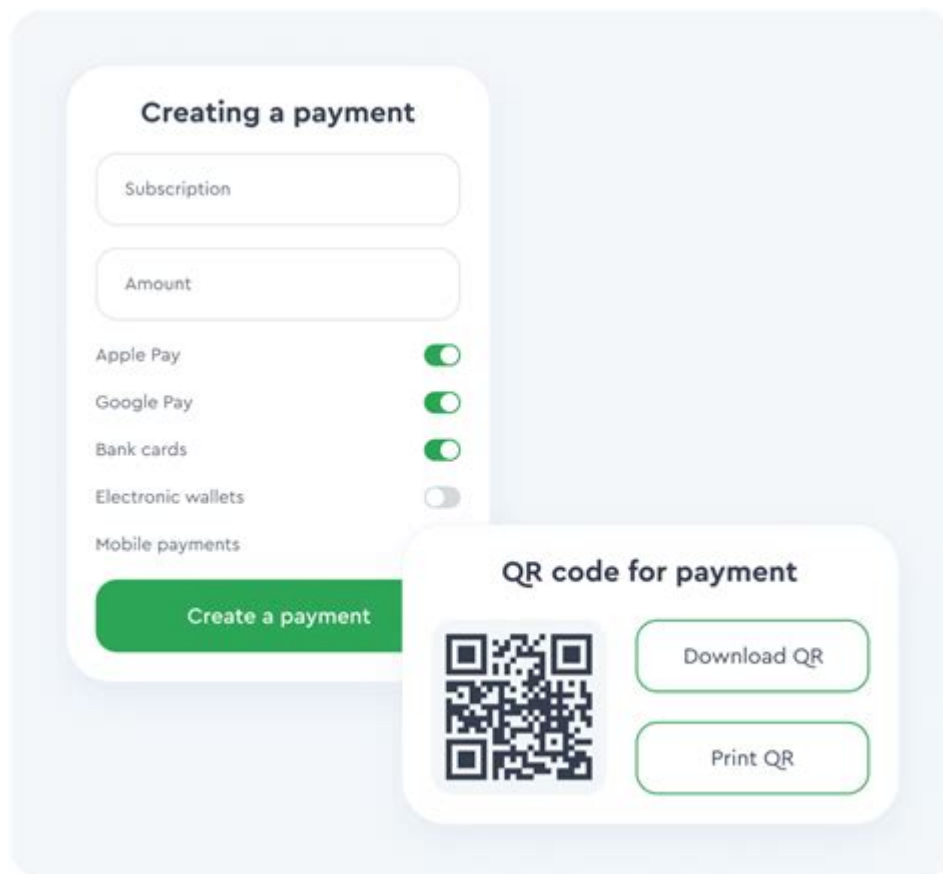 Creating a payment
Subscription
Amount
Apple Pay
Google Pay
Bank cards
Electronic wallets
Mobile payments
Create a payment
QR code for payment
Download QR
Print QR